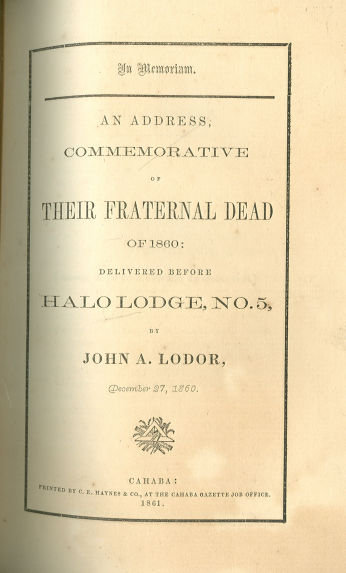 In Memoriam.
AN ADDRESS,
COMMEMORATIVE
OF
THEIR FRATERNAL DEAD
OF 1860:
DELIVERED BEFORE
HALO LODGE, NO. 5,
BY
JOHN A. LODOR,
December 27, 1860.
CAHABA:
PRINTED BY C. E. HAYNES & CO., AT THE CAHABA GAZETTE JOB OFFICE.
1861.